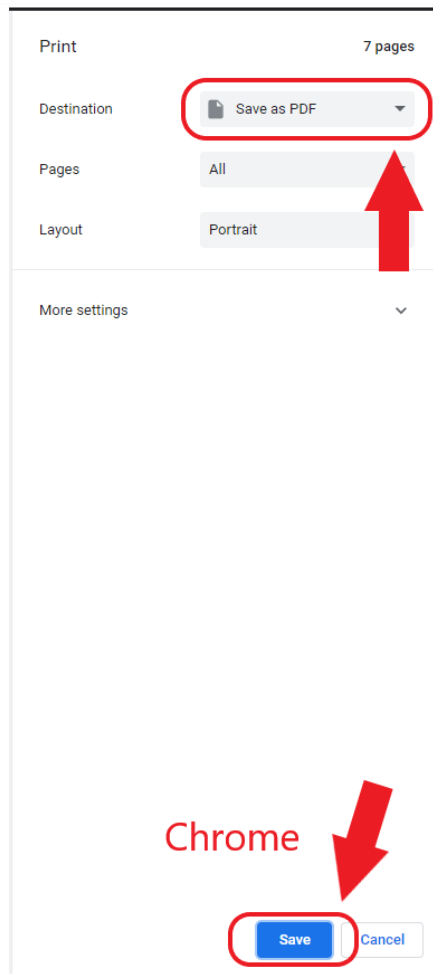 Print 7 pages
Destination Save as PDF
Pages All
Layout Portrait
More settings
Chrome
Save Cancel